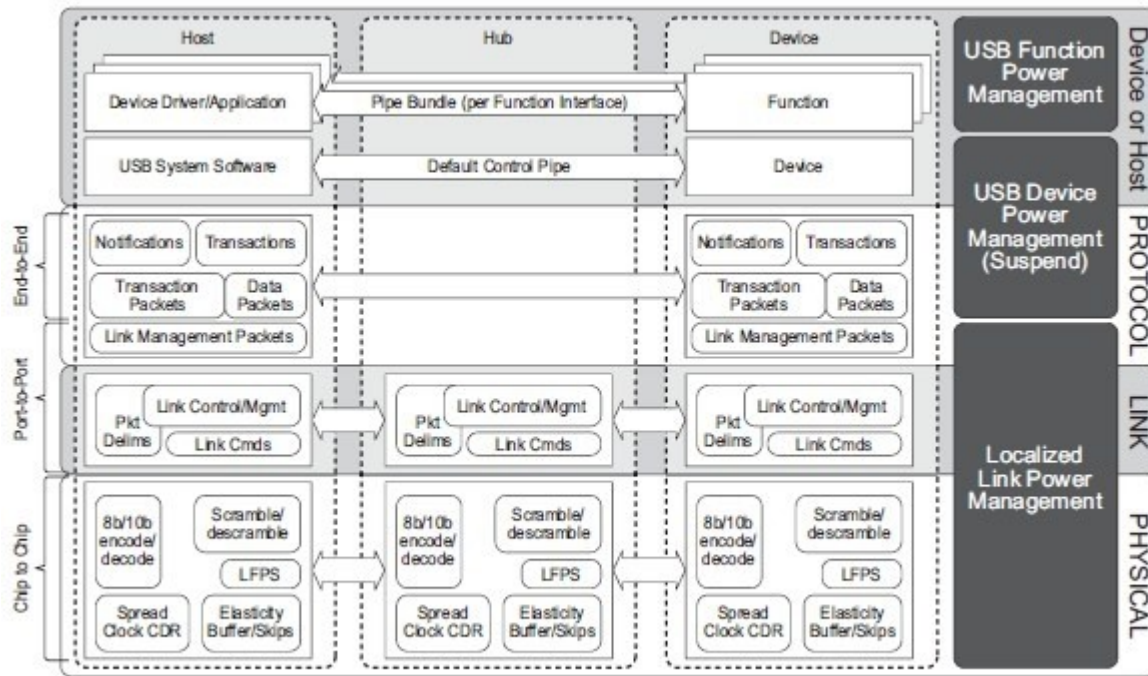 Host
Hub
Device
Device Driver/Application
Pipe Bundle (per Function Interface)
Function
USB System Software
Default Control Pipe
Device
USB Function
Power
Management
Device or Host
USB Device
Power
Management
(Suspend)
End-to-End
Notifications
Transactions
Transaction
Packets
Data
Packets
Link Management Packets
Notifications
Transactions
Transaction
Packets
Data
Packets
Link Management Packets
PROTOCOL
Port-to-Port
Pkt
Delims
Link Control/Mgmt
Link Cmds
Pkt
Delims
Link Control/Mgmt
Link Cmds
Pkt
Delims
Link Control/Mgmt
Link Cmds
LINK
Localized
Link Power
Management
Chip to Chip
8b/10b
encode/
decode
Scramble/
descramble
LFPS
Spread
Clock CDR
Elasticity
Buffer/Skips
8b/10b
encode/
decode
Scramble/
descramble
LFPS
Spread
Clock CDR
Elasticity
Buffer/Skips
8b/10b
encode/
decode
Scramble/
descramble
LFPS
Spread
Clock CDR
Elasticity
Buffer/Skips
PHYSICAL